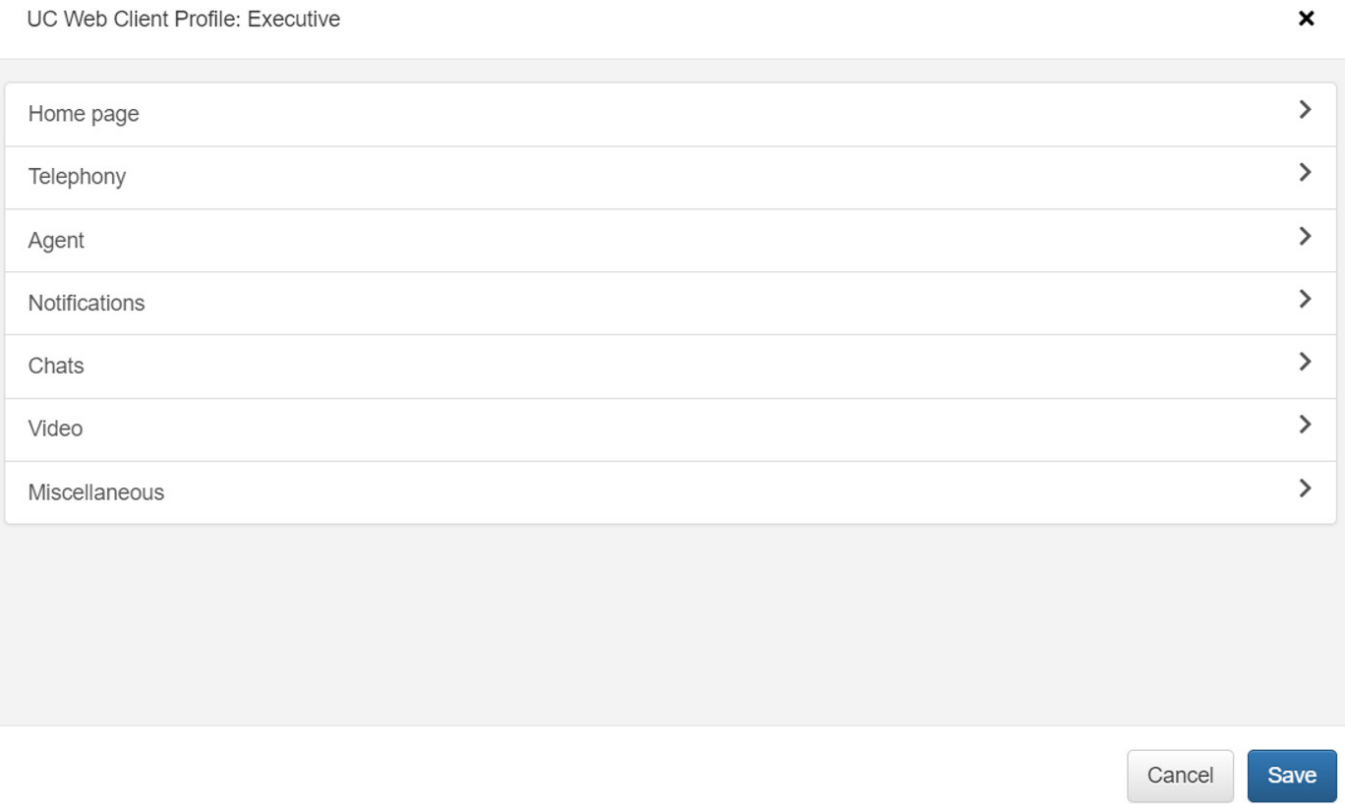 UC Web Client Profile: Executive
Home page
Telephony
Agent
Notifications
Chats
Video
Miscellaneous
Cancel Save